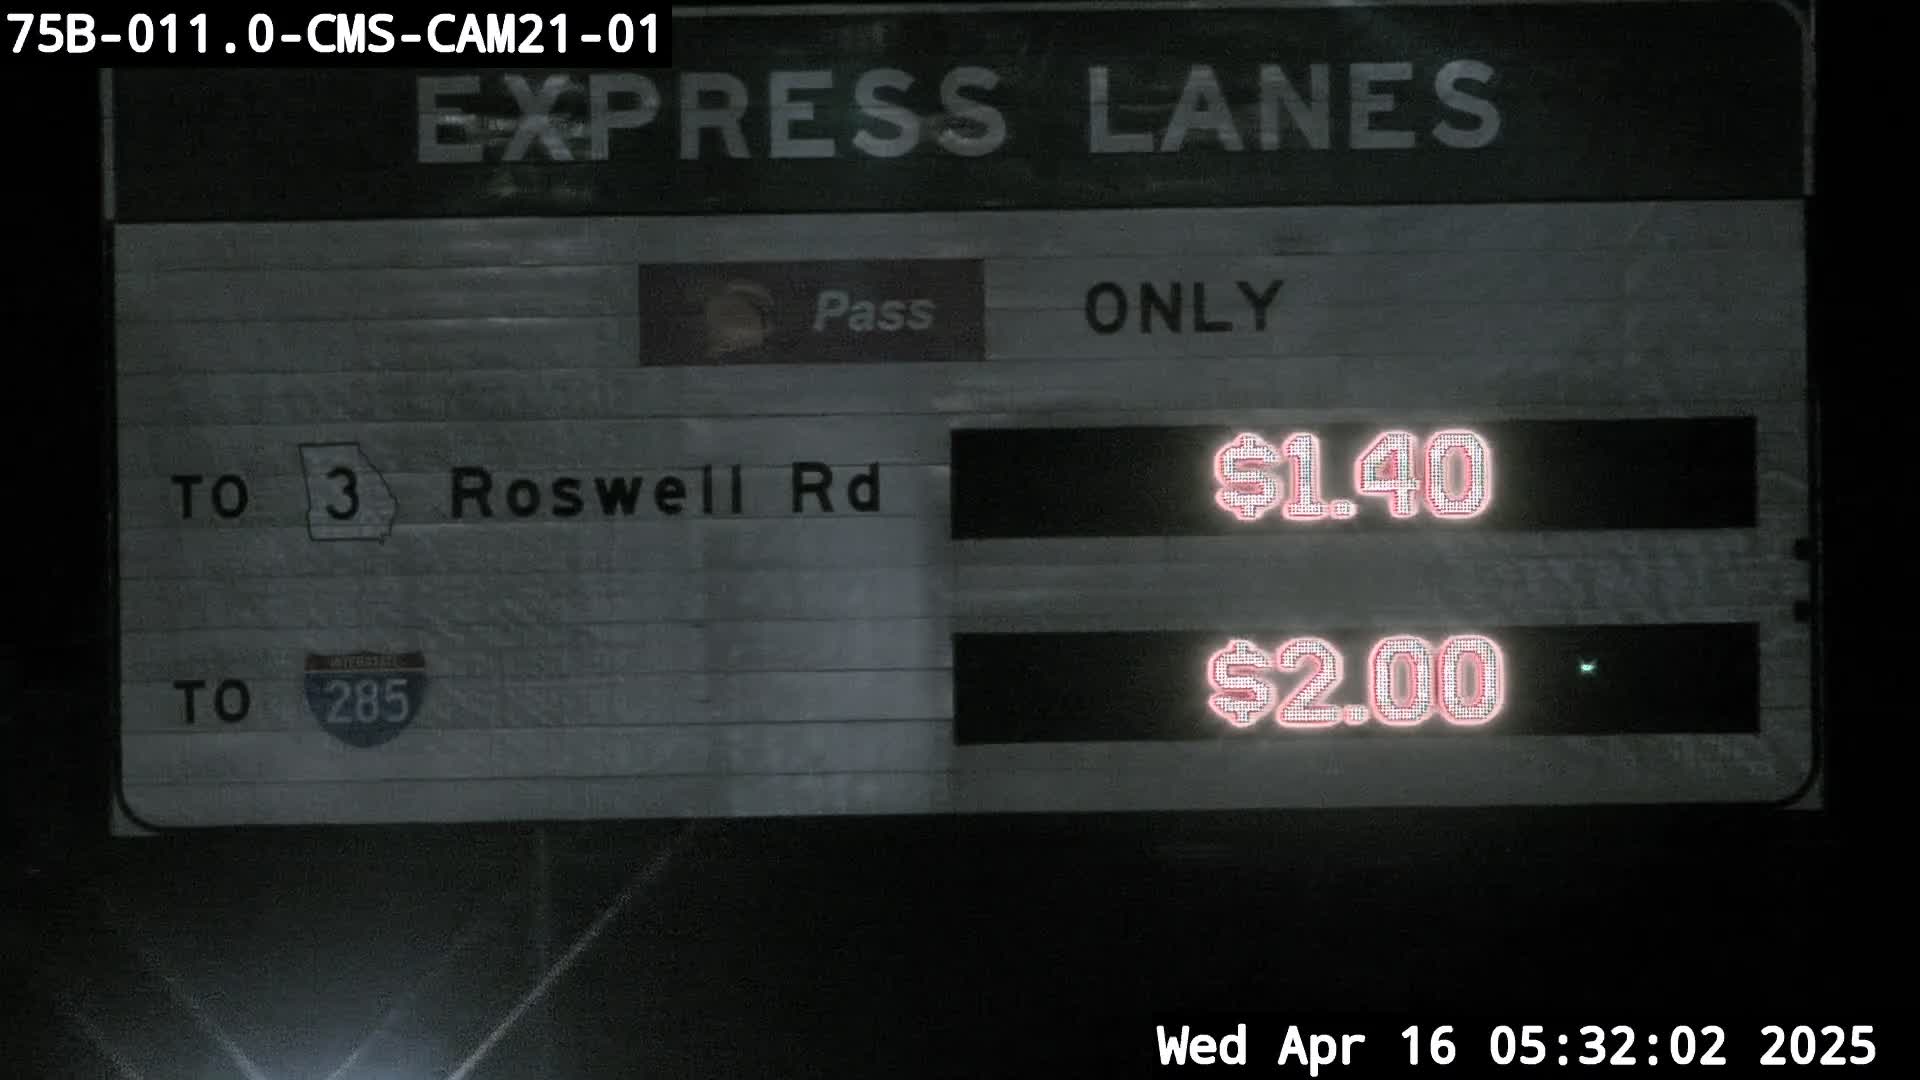 75B-011.0-CMS-CAM21-01
EXPRESS LANES
Pass ONLY
TO 3 Roswell Rd $1.40
INTERSTATE
TO 285 $2.00
Wed Apr 16 05:32:02 2025